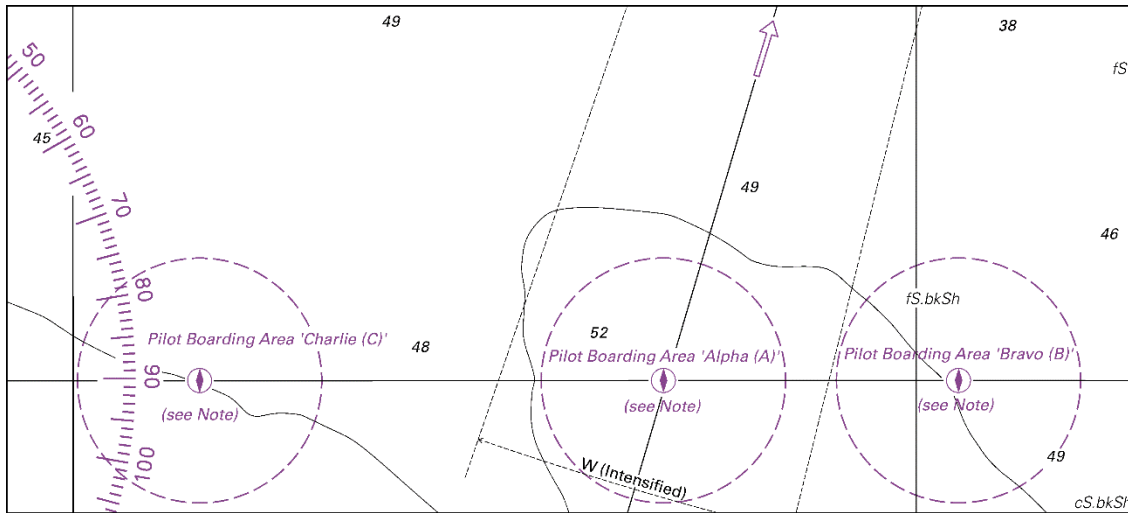 49
38
50
fS
60
45
70
49
46
80
fS.bkSh
52
Pilot Boarding Area 'Charlie (C)'
48
Pilot Boarding Area 'Alpha (A)'
Pilot Boarding Area 'Bravo (B)'
90
(see Note)
(see Note)
(see Note)
100
W (Intensified)
49
cS.bkSh